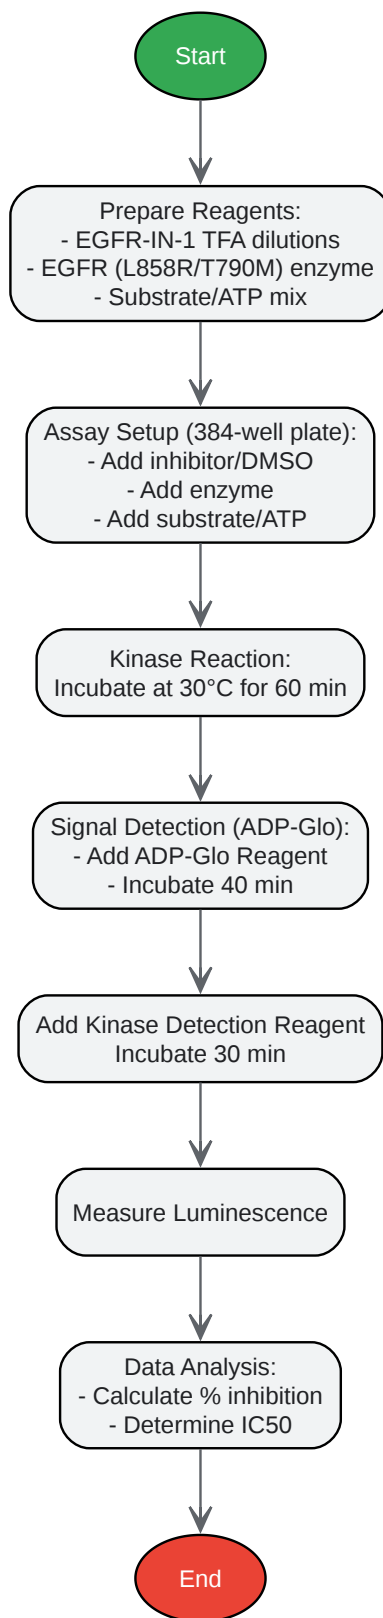 Start
Prepare Reagents:
- EGFR-IN-1 TFA dilutions
- EGFR (L858R/T790M) enzyme
- Substrate/ATP mix
Assay Setup (384-well plate):
- Add inhibitor/DMSO
- Add enzyme
- Add substrate/ATP
Kinase Reaction:
Incubate at 30°C for 60 min
Signal Detection (ADP-Glo):
- Add ADP-Glo Reagent
- Incubate 40 min
Add Kinase Detection Reagent
Incubate 30 min
Measure Luminescence
Data Analysis:
- Calculate % inhibition
- Determine IC50
End